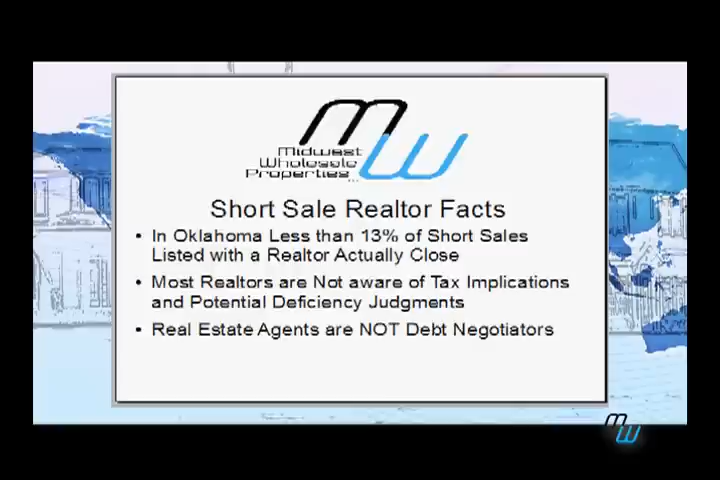 Midwest
Wholesale
Properties
Short Sale Realtor Facts
• In Oklahoma Less than 13% of Short Sales
Listed with a Realtor Actually Close
• Most Realtors are Not aware of Tax Implications
and Potential Deficiency Judgments
• Real Estate Agents are NOT Debt Negotiators
MW